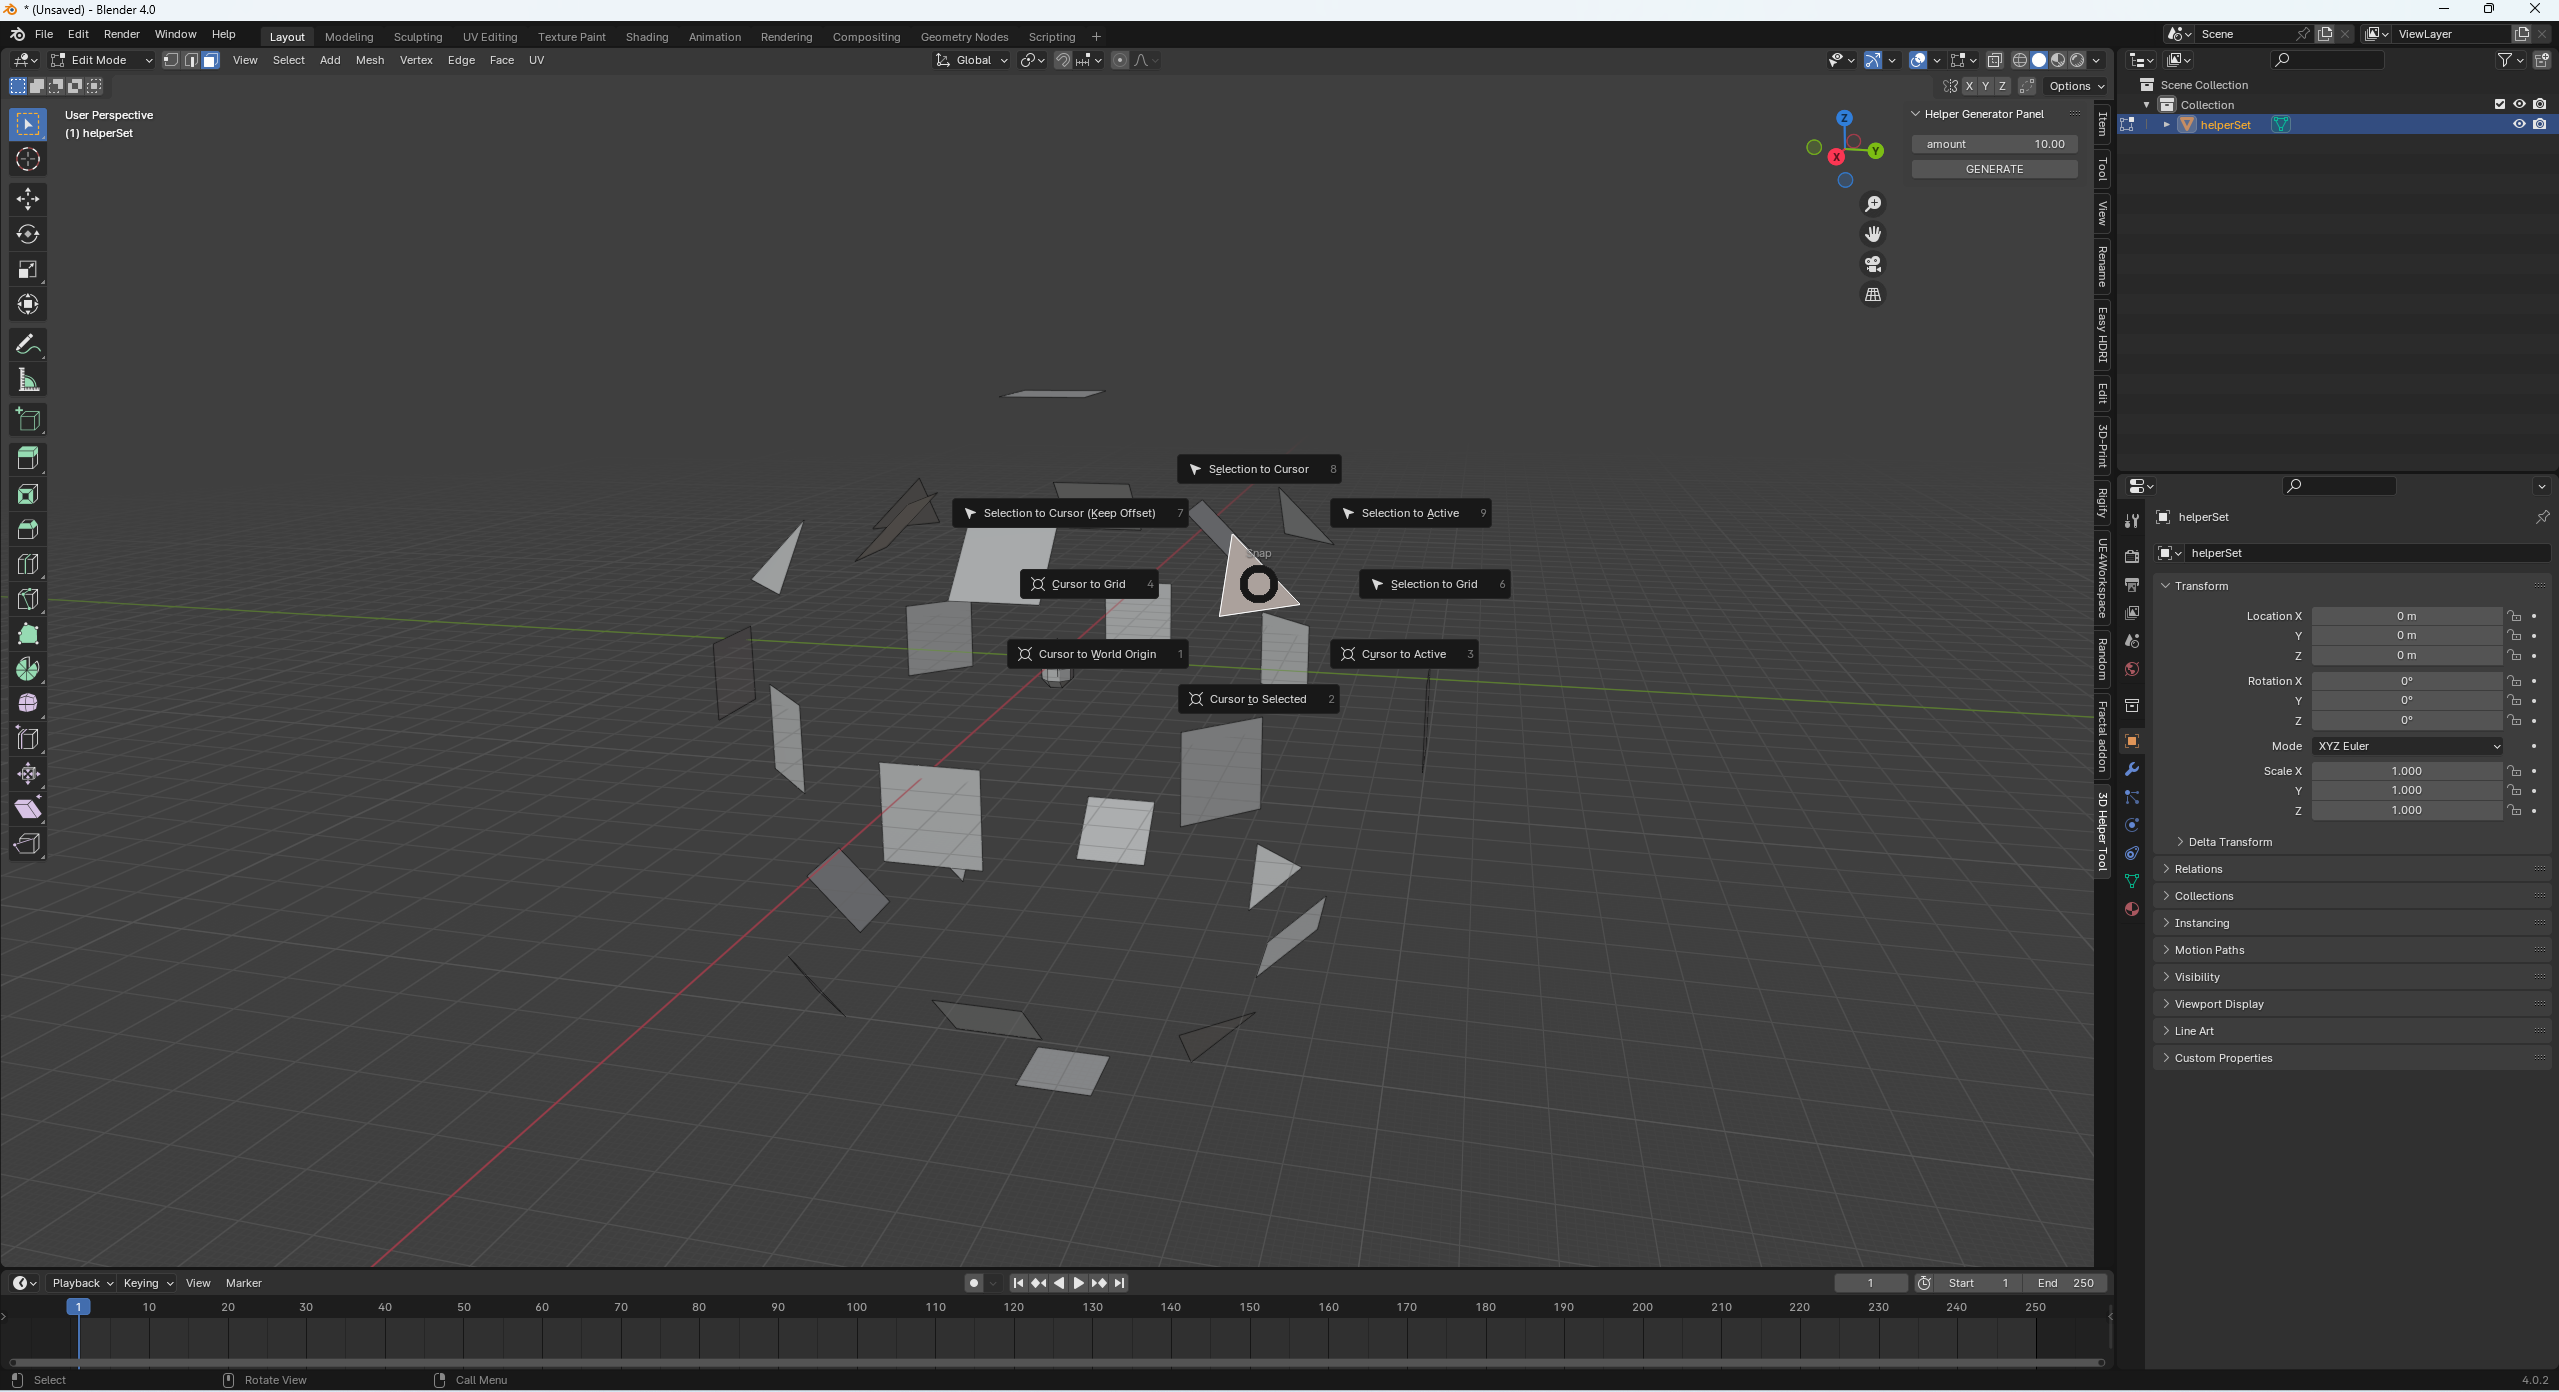 * (Unsaved) - Blender 4.0
File Edit Render Window Help Layout Modeling Sculpting UV Editing Texture Paint Shading Animation Rendering Compositing Geometry Nodes Scripting + Scene ViewLayer
Edit Mode View Select Add Mesh Vertex Edge Face UV Global
X Y Z Options
User Perspective
(1) helperSet
Z
Y
X
Helper Generator Panel
amount 10.00
GENERATE
Item
Tool
View
Rename
Easy HDRI
Edit
3D-Print
Rigify
UE4Workspace
Random
Fractal addon
3D Helper Tool
Selection to Cursor 8
Selection to Cursor (Keep Offset) 7
Selection to Active 9
Snap
Cursor to Grid 4
Selection to Grid 6
Cursor to World Origin 1
Cursor to Active 3
Cursor to Selected 2
Scene Collection
Collection
helperSet
helperSet
helperSet
Transform
Location X 0 m
Y 0 m
Z 0 m
Rotation X 0°
Y 0°
Z 0°
Mode XYZ Euler
Scale X 1.000
Y 1.000
Z 1.000
Delta Transform
Relations
Collections
Instancing
Motion Paths
Visibility
Viewport Display
Line Art
Custom Properties
Playback Keying View Marker 1 Start 1 End 250
1 10 20 30 40 50 60 70 80 90 100 110 120 130 140 150 160 170 180 190 200 210 220 230 240 250
Select Rotate View Call Menu 4.0.2